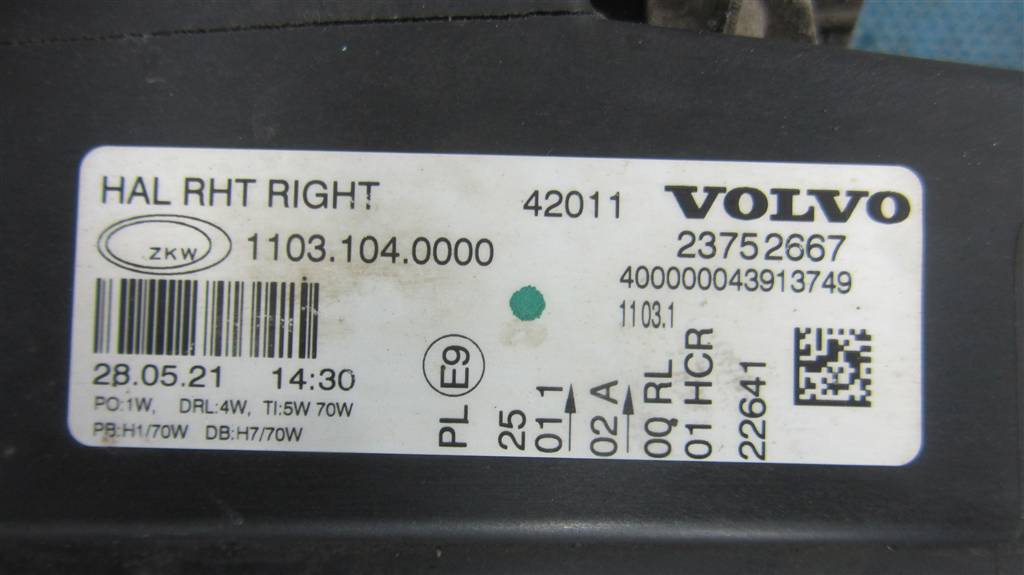 HAL RHT RIGHT 42011 VOLVO
ZKW 1103.104.0000 23752667
400000043913749
1103.1
28.05.21 14:30
PO:1W, DRL:4W, TI:5W 70W
PB:H1/70W DB:H7/70W
PL E9
25
01 1
02 A
00 RL
01 HCR
22641